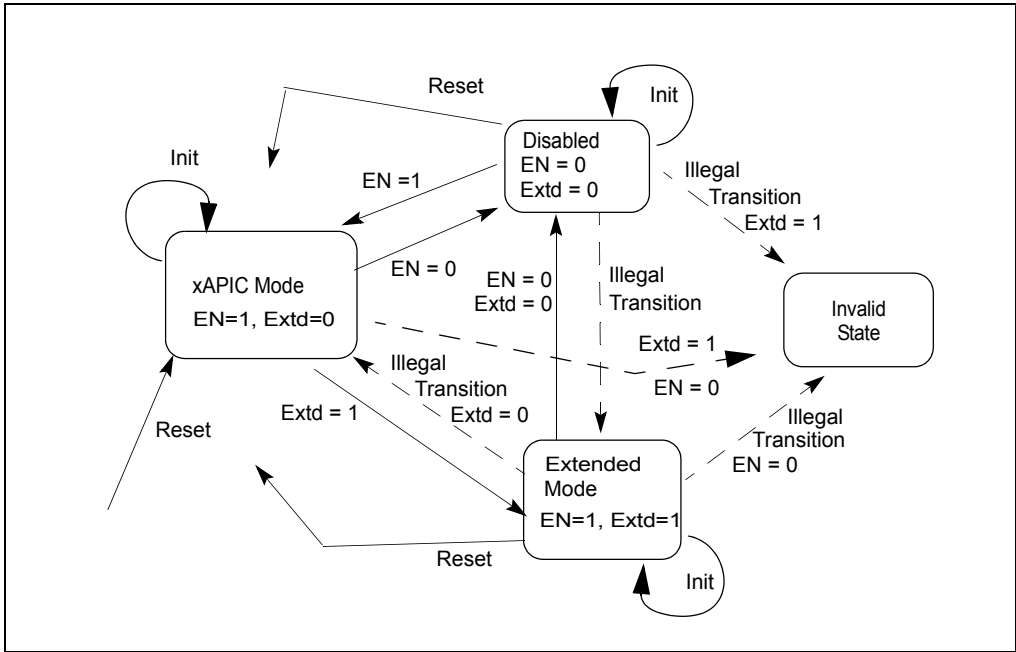 Reset
Init
Init
Disabled
EN = 0
Extd = 0
Illegal
Transition
Extd = 1
EN =1
EN = 0
xAPIC Mode
EN=1, Extd=0
EN = 0
Extd = 0
Illegal
Transition
Invalid
State
Extd = 1
EN = 0
Illegal
Transition
Extd = 0
Extd = 1
Reset
Illegal
Transition
EN = 0
Extended
Mode
EN=1, Extd=1
Reset
Init